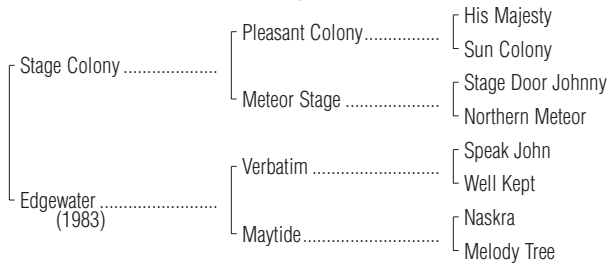 His Majesty
Pleasant Colony................
Sun Colony
Stage Colony ....................
Stage Door Johnny
Meteor Stage ....................
Northern Meteor
Speak John
Verbatim ...........................
Well Kept
Edgewater .........................
(1983)
Naskra
Maytide.............................
Melody Tree